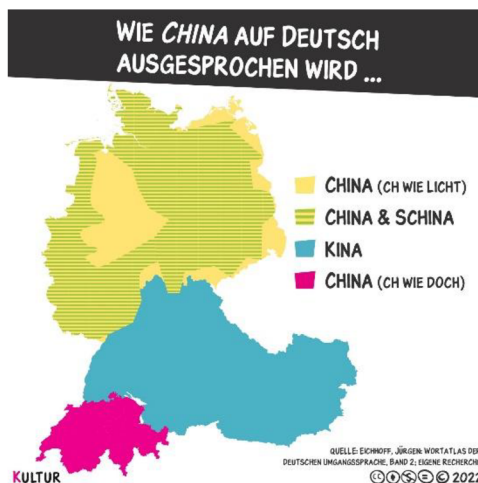 WIE CHINA AUF DEUTSCH
AUSGESPROCHEN WIRD ...
CHINA (CH WIE LICHT)
CHINA & SCHINA
KINA
CHINA (CH WIE DOCH)
QUELLE: EICHHOFF, JÜRGEN: WORTATLAS DER
DEUTSCHEN UMGANGSSPRACHE, BAND 2; EIGENE RECHERCHE
KULTUR
© 2022